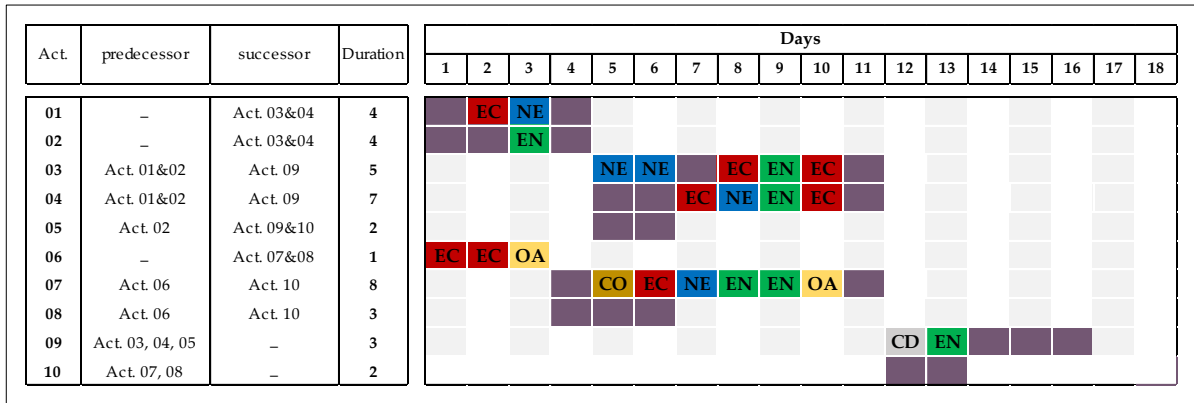 Days
Act. predecessor successor Duration
1 2 3 4 5 6 7 8 9 10 11 12 13 14 15 16 17 18
01 – Act. 03&04 4 EC NE
02 – Act. 03&04 4 EN
03 Act. 01&02 Act. 09 5 NE NE EC EN EC
04 Act. 01&02 Act. 09 7 EC NE EN EC
05 Act. 02 Act. 09&10 2
06 – Act. 07&08 1 EC EC OA
07 Act. 06 Act. 10 8 CO EC NE EN EN OA
08 Act. 06 Act. 10 3
09 Act. 03, 04, 05 – 3 CD EN
10 Act. 07, 08 – 2